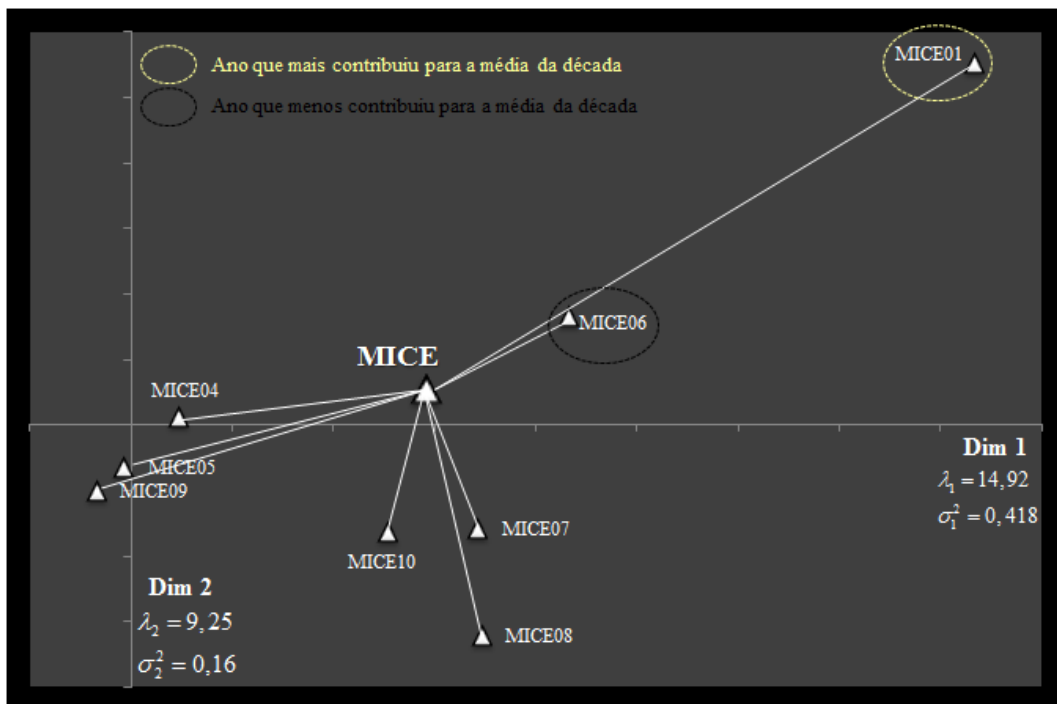 Ano que mais contribuiu para a média da década
Ano que menos contribuiu para a média da década
MICE01
MICE06
MICE
MICE04
MICE05
MICE09
MICE10
MICE07
MICE08
Dim 1
λ₁ = 14,92
σ₁² = 0,418
Dim 2
λ₂ = 9,25
σ₂² = 0,16